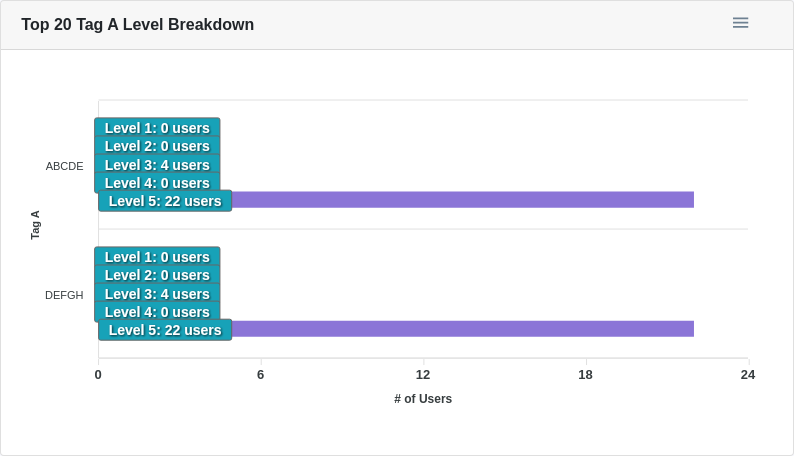 Top 20 Tag A Level Breakdown
Tag A
ABCDE
Level 1: 0 users
Level 2: 0 users
Level 3: 4 users
Level 4: 0 users
Level 5: 22 users
DEFGH
Level 1: 0 users
Level 2: 0 users
Level 3: 4 users
Level 4: 0 users
Level 5: 22 users
0 6 12 18 24
# of Users